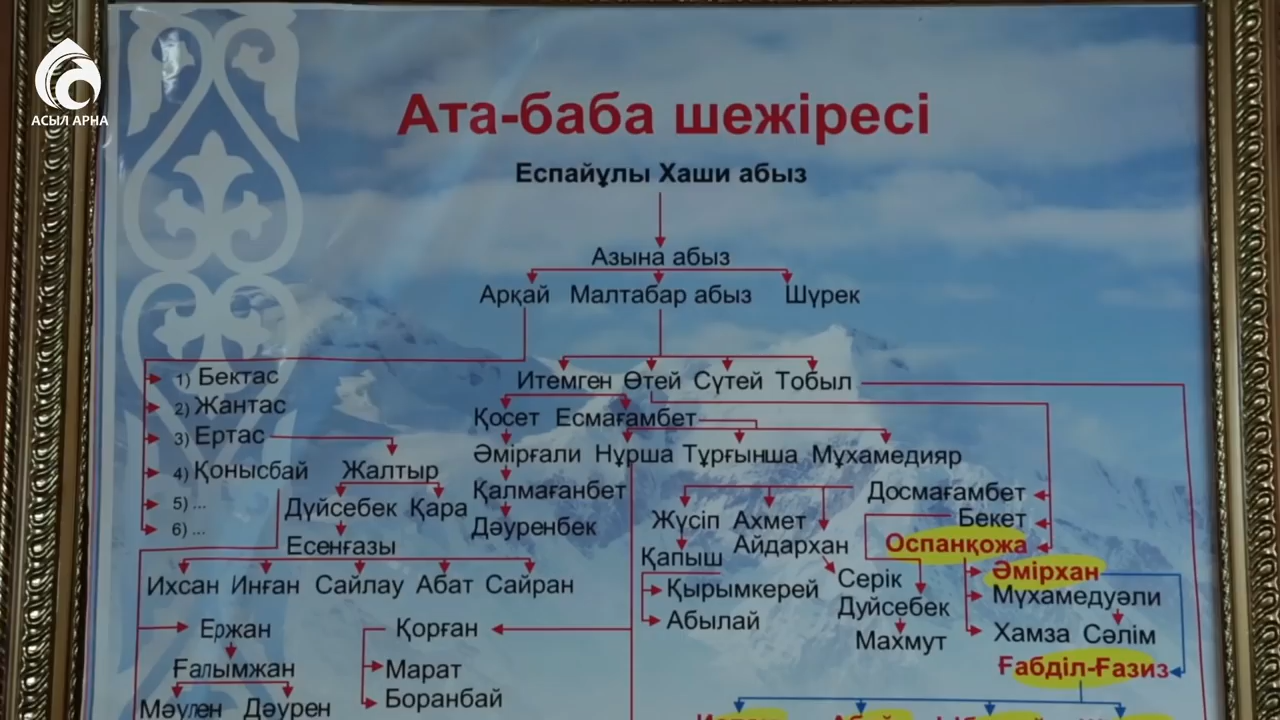 АСЫЛ АРНА
Ата-баба шежіресі
Еспайұлы Хаши абыз
Азына абыз
Арқай Малтабар абыз Шүрек
1) Бектас
2) Жантас
3) Ертас
4) Қонысбай
5) ...
6) ...
Итемген Өтей Сүтей Тобыл
Қосет Есмағамбет
Әмірғали Нұрша Тұрғынша Мұхамедияр
Жалтыр
Қалмағанбет
Дүйсебек Қара
Дәуренбек
Есенғазы
Ихсан Инған Сайлау Абат Сайран
Досмағамбет
Бекет
Оспанқожа
Жүсіп Ахмет
Айдархан
Қапыш
Қырымкерей
Абылай
Серік
Дуйсебек
Махмут
Әмірхан
Мұхамедуәли
Хамза Сәлім
Ғабділ-Ғазиз
Ержан
Қорған
Ғалымжан
Марат
Боранбай
Мәулен Дәурен